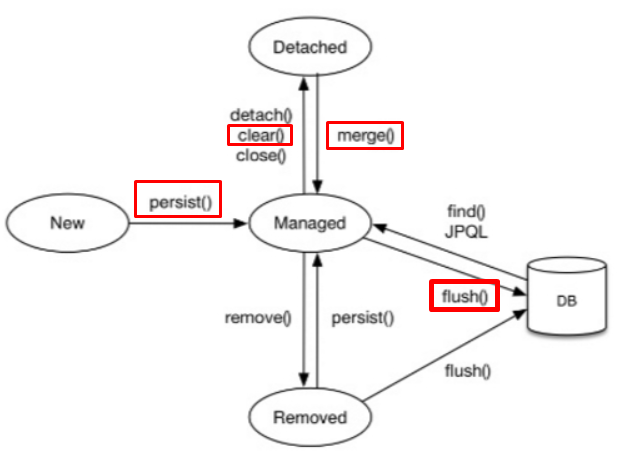 Detached
detach()
clear()
close()
merge()
persist()
New
Managed
find()
JPQL
flush()
DB
remove()
persist()
flush()
Removed